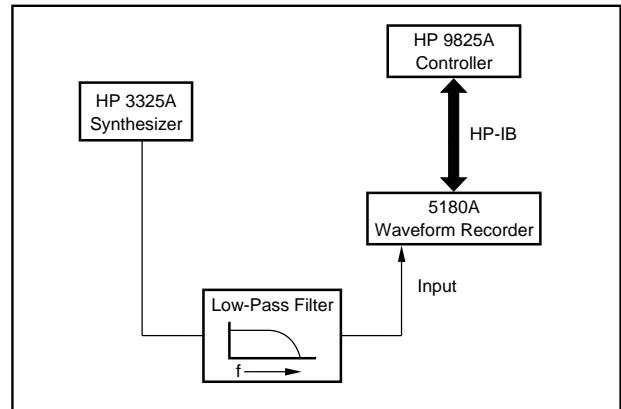 HP 9825A
Controller
HP 3325A
Synthesizer
HP-IB
5180A
Waveform Recorder
Input
Low-Pass Filter
f